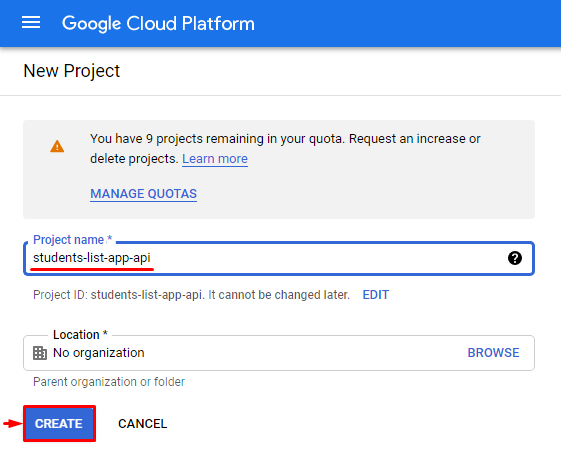 Google Cloud Platform
New Project
You have 9 projects remaining in your quota. Request an increase or
delete projects. Learn more
MANAGE QUOTAS
Project name *
students-list-app-api
Project ID: students-list-app-api. It cannot be changed later. EDIT
Location *
No organization BROWSE
Parent organization or folder
CREATE CANCEL